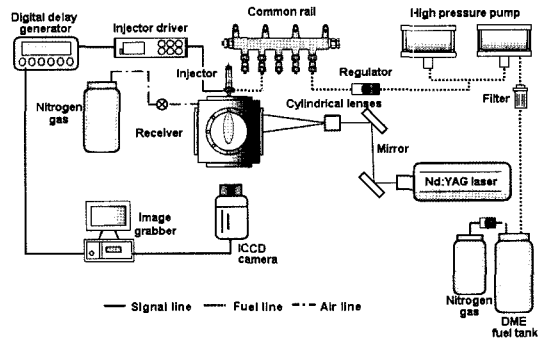 Digital delay
generator
Injector driver
Common rail
High pressure pump
Injector
Regulator
Nitrogen
gas
Receiver
Cylindrical lenses
Filter
Mirror
Nd:YAG laser
Image
grabber
ICCD
camera
Nitrogen
gas
DME
fuel tank
Signal line
Fuel line
Air line